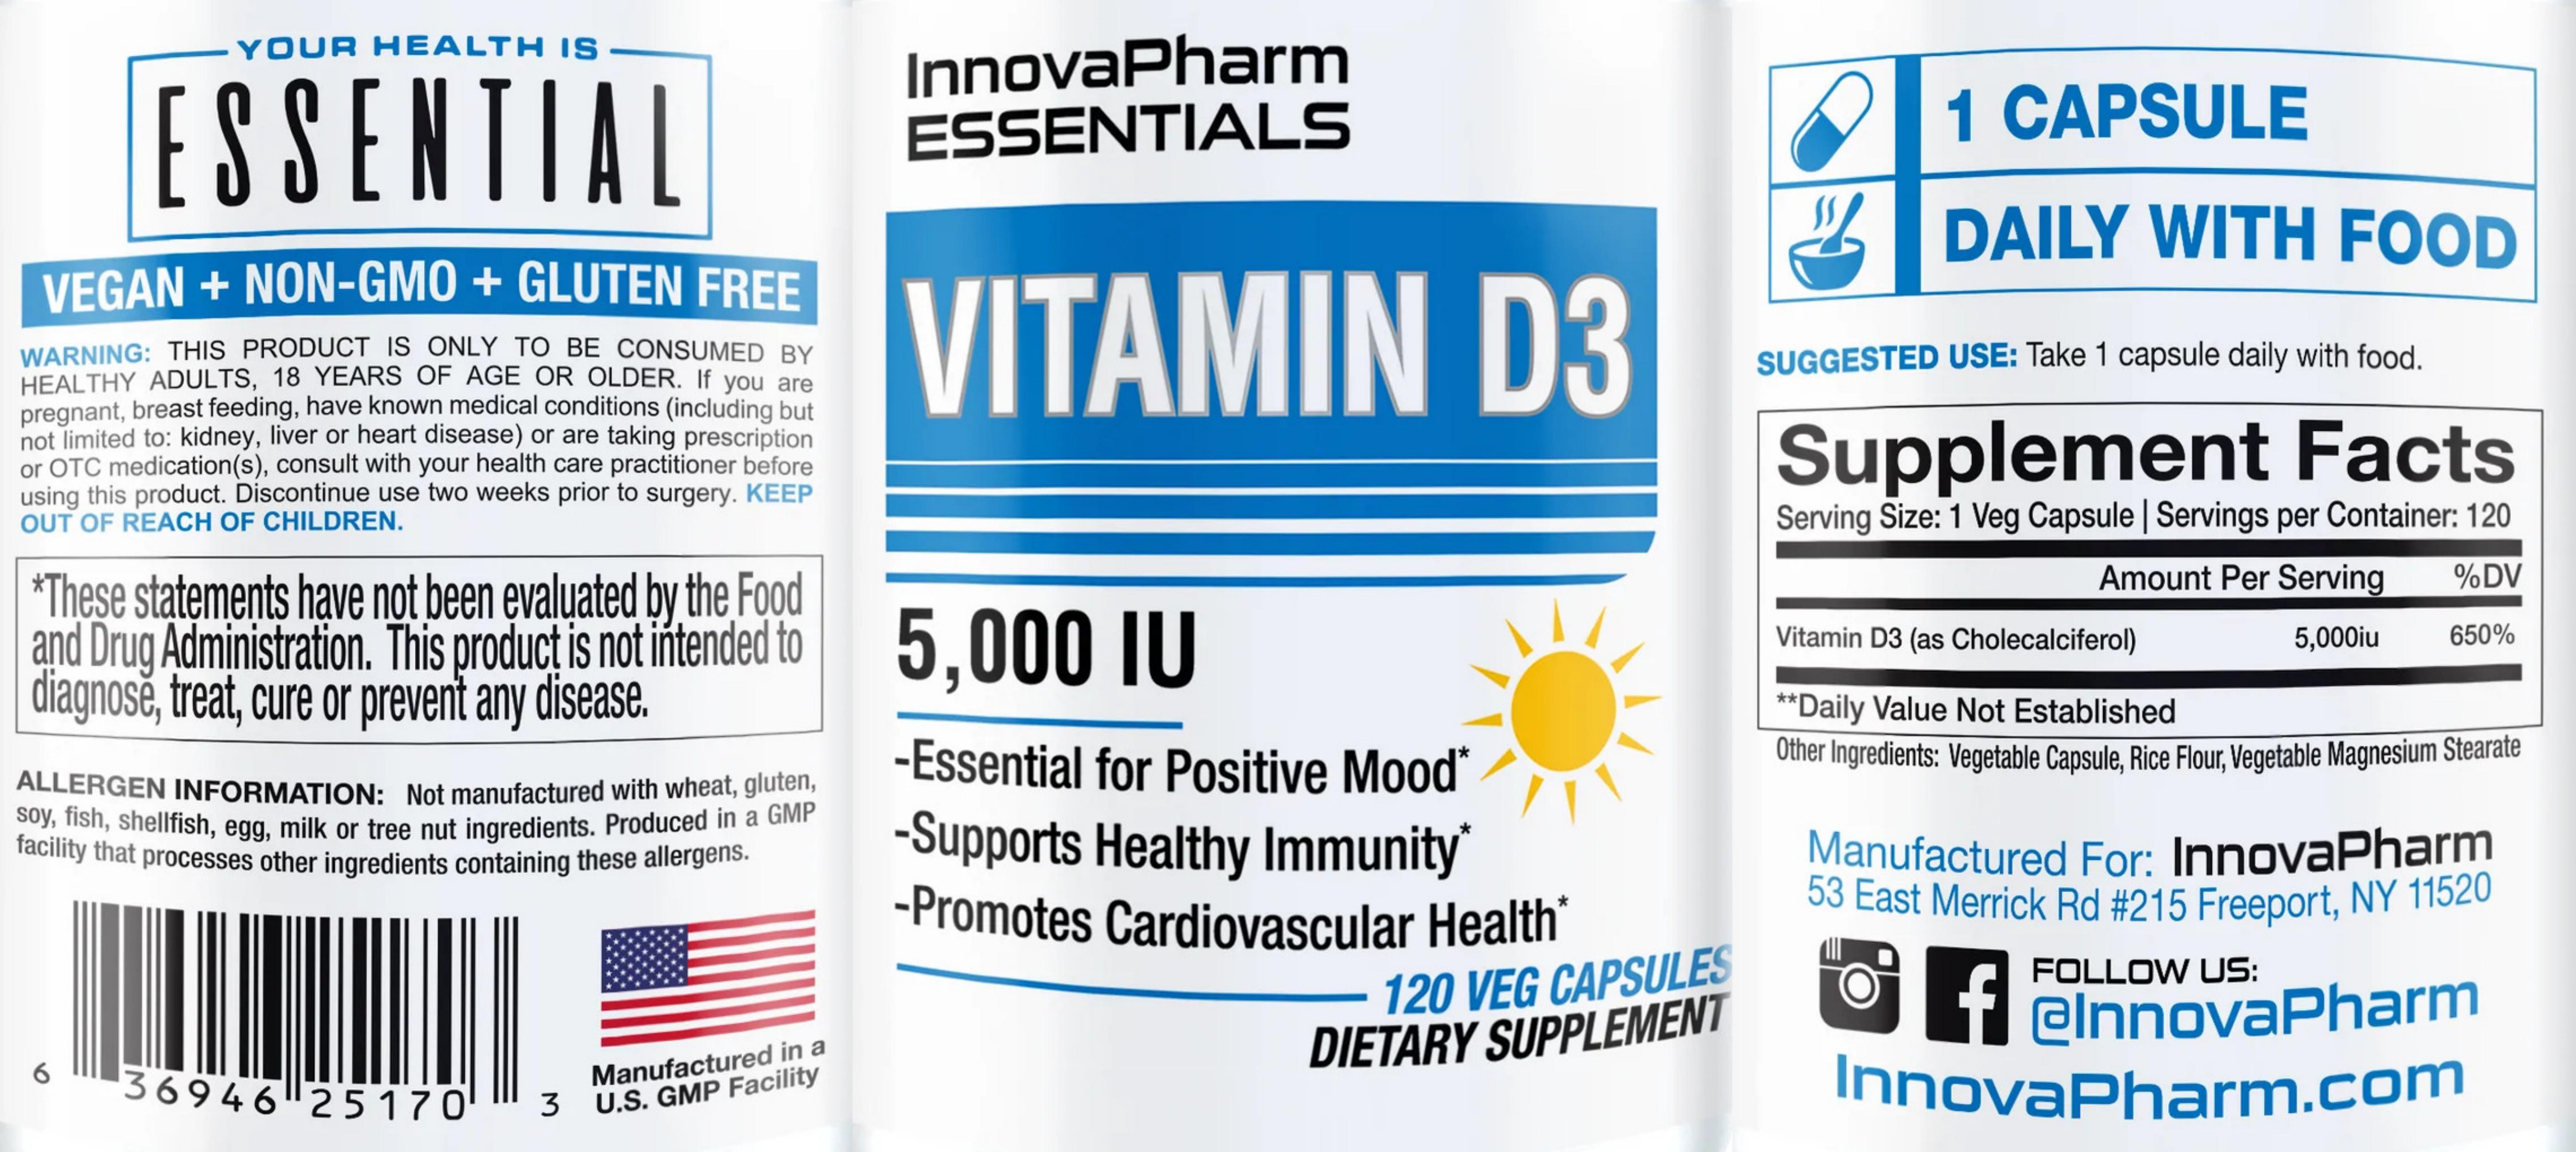 YOUR HEALTH IS
ESSENTIAL
VEGAN + NON-GMO + GLUTEN FREE
WARNING: THIS PRODUCT IS ONLY TO BE CONSUMED BY
HEALTHY ADULTS, 18 YEARS OF AGE OR OLDER. If you are
pregnant, breast feeding, have known medical conditions (including but
not limited to: kidney, liver or heart disease) or are taking prescription
or OTC medication(s), consult with your health care practitioner before
using this product. Discontinue use two weeks prior to surgery. KEEP
OUT OF REACH OF CHILDREN.
*These statements have not been evaluated by the Food
and Drug Administration. This product is not intended to
diagnose, treat, cure or prevent any disease.
ALLERGEN INFORMATION: Not manufactured with wheat, gluten,
soy, fish, shellfish, egg, milk or tree nut ingredients. Produced in a GMP
facility that processes other ingredients containing these allergens.
6 36946 25170 3
Manufactured in a
U.S. GMP Facility
InnovaPharm
ESSENTIALS
VITAMIN D3
5,000 IU
-Essential for Positive Mood*
-Supports Healthy Immunity*
-Promotes Cardiovascular Health*
120 VEG CAPSULES
DIETARY SUPPLEMENT
1 CAPSULE
DAILY WITH FOOD
SUGGESTED USE: Take 1 capsule daily with food.
Supplement Facts
Serving Size: 1 Veg Capsule | Servings per Container: 120
Amount Per Serving %DV
Vitamin D3 (as Cholecalciferol) 5,000iu 650%
**Daily Value Not Established
Other Ingredients: Vegetable Capsule, Rice Flour, Vegetable Magnesium Stearate
Manufactured For: InnovaPharm
53 East Merrick Rd #215 Freeport, NY 11520
FOLLOW US:
@InnovaPharm
InnovaPharm.com